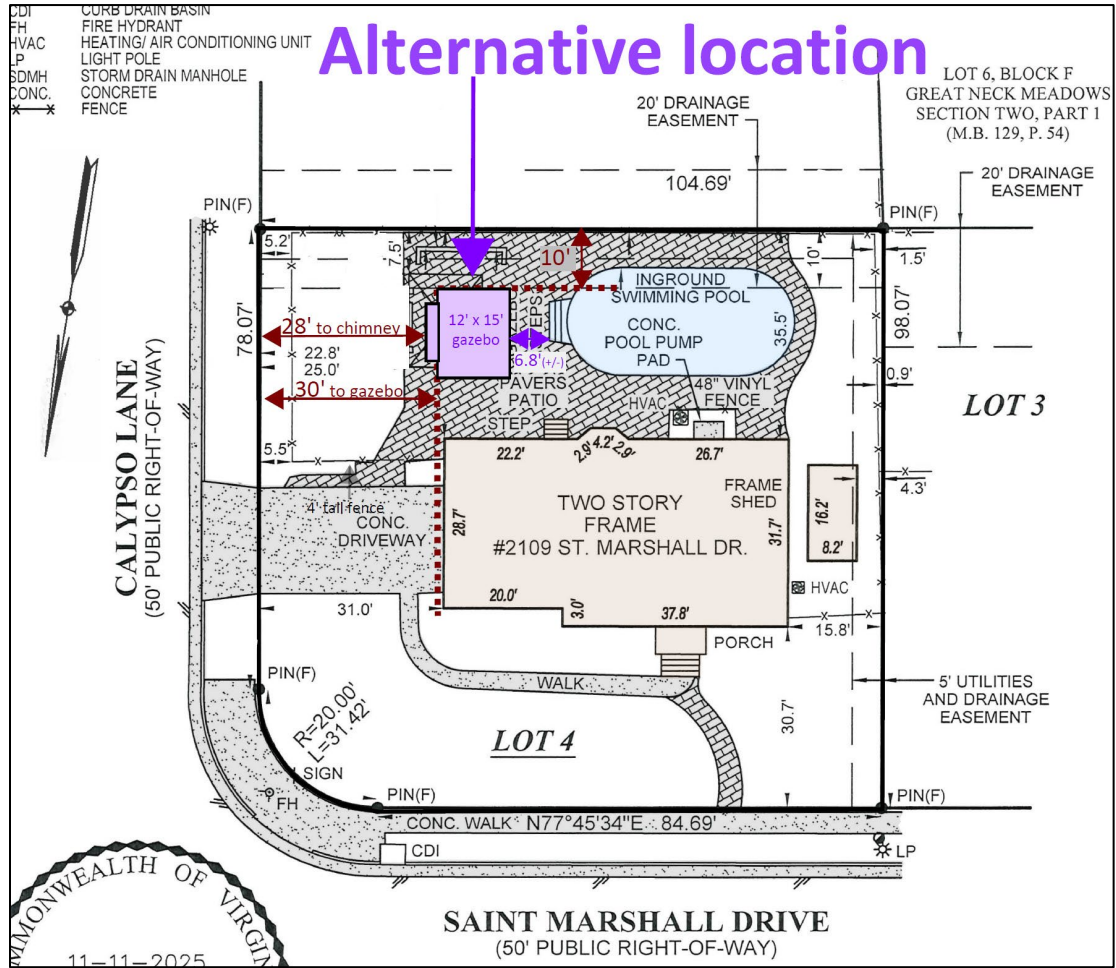 CDI CURB DRAIN BASIN
FH FIRE HYDRANT
HVAC HEATING/ AIR CONDITIONING UNIT
LP LIGHT POLE
SDMH STORM DRAIN MANHOLE
CONC. CONCRETE
x x FENCE
Alternative location
LOT 6, BLOCK F
GREAT NECK MEADOWS
SECTION TWO, PART 1
(M.B. 129, P. 54)
20' DRAINAGE
EASEMENT
20' DRAINAGE
EASEMENT
104.69'
PIN(F)
PIN(F)
5.2'
7.5'
10'
10'
1.5'
INGROUND
SWIMMING POOL
CONC.
POOL PUMP
PAD
35.5'
12' x 15'
gazebo
STEPS
6.8'(+/-)
28' to chimney
22.8'
25.0'
30' to gazebo
78.07'
98.07'
0.9'
LOT 3
PAVERS
PATIO
48" VINYL
FENCE
HVAC
STEP
5.5'
22.2'
2.9'
4.2'
2.9'
26.7'
FRAME
SHED
4.3'
16.2'
8.2'
4' tall fence
CONC.
DRIVEWAY
28.7'
TWO STORY
FRAME
#2109 ST. MARSHALL DR.
31.7'
HVAC
31.0'
20.0'
3.0'
37.8'
15.8'
PORCH
CALYPSO LANE
(50' PUBLIC RIGHT-OF-WAY)
PIN(F)
WALK
5' UTILITIES
AND DRAINAGE
EASEMENT
R=20.00'
L=31.42'
30.7'
LOT 4
SIGN
FH
PIN(F)
PIN(F)
CONC. WALK N77°45'34"E 84.69'
CDI
LP
SAINT MARSHALL DRIVE
(50' PUBLIC RIGHT-OF-WAY)
MMONWEALTH OF VIRGIN
11-11-2025